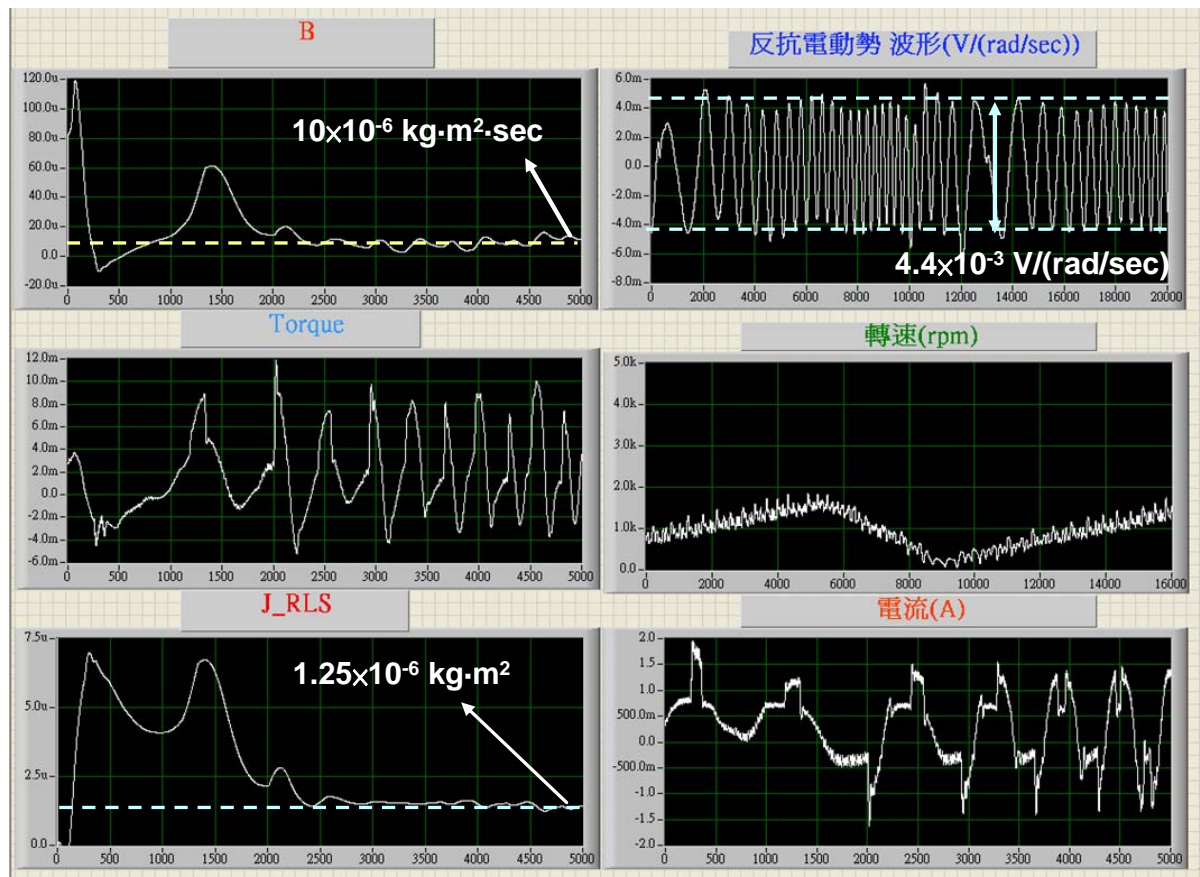 B
120.0u
100.0u
80.0u
60.0u
40.0u
20.0u
0.0
-20.0u
10×10⁻⁶ kg·m²·sec
0 500 1000 1500 2000 2500 3000 3500 4000 4500 5000
反抗電動勢 波形(V/(rad/sec))
6.0m
4.0m
2.0m
0.0
-2.0m
-4.0m
-6.0m
-8.0m
4.4×10⁻³ V/(rad/sec)
0 2000 4000 6000 8000 10000 12000 14000 16000 18000 20000
Torque
12.0m
10.0m
8.0m
6.0m
4.0m
2.0m
0.0
-2.0m
-4.0m
-6.0m
0 500 1000 1500 2000 2500 3000 3500 4000 4500 5000
轉速(rpm)
5.0k
4.0k
3.0k
2.0k
1.0k
0.0
0 2000 4000 6000 8000 10000 12000 14000 16000
J_RLS
7.5u
5.0u
2.5u
0.0
1.25×10⁻⁶ kg·m²
0 500 1000 1500 2000 2500 3000 3500 4000 4500 5000
電流(A)
2.0
1.5
1.0
500.0m
0.0
-500.0m
-1.0
-1.5
-2.0
0 500 1000 1500 2000 2500 3000 3500 4000 4500 5000